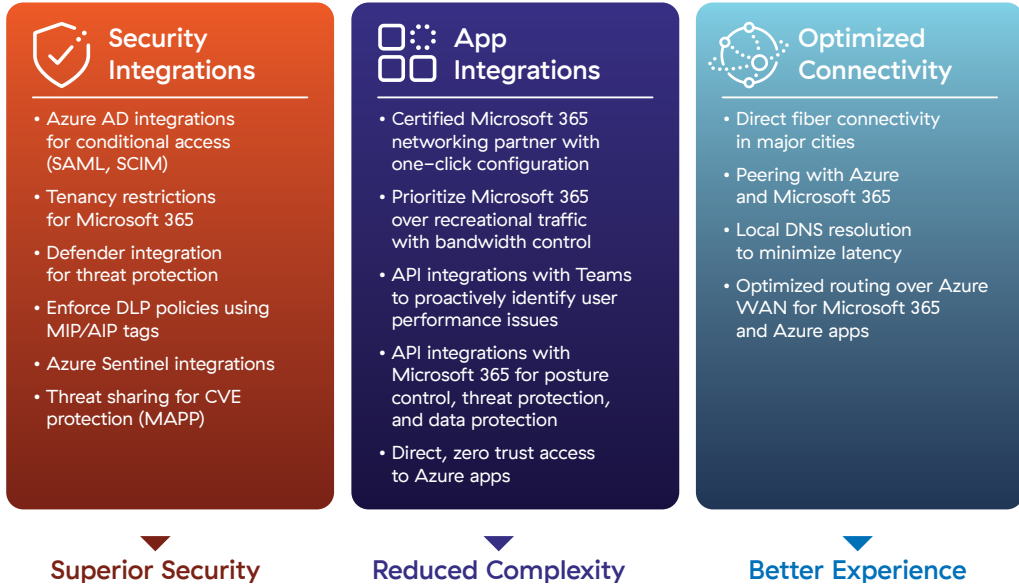 Security
Integrations
• Azure AD integrations
for conditional access
(SAML, SCIM)
• Tenancy restrictions
for Microsoft 365
• Defender integration
for threat protection
• Enforce DLP policies using
MIP/AIP tags
• Azure Sentinel integrations
• Threat sharing for CVE
protection (MAPP)
Superior Security
App
Integrations
• Certified Microsoft 365
networking partner with
one-click configuration
• Prioritize Microsoft 365
over recreational traffic
with bandwidth control
• API integrations with Teams
to proactively identify user
performance issues
• API integrations with
Microsoft 365 for posture
control, threat protection,
and data protection
• Direct, zero trust access
to Azure apps
Reduced Complexity
Optimized
Connectivity
• Direct fiber connectivity
in major cities
• Peering with Azure
and Microsoft 365
• Local DNS resolution
to minimize latency
• Optimized routing over Azure
WAN for Microsoft 365
and Azure apps
Better Experience